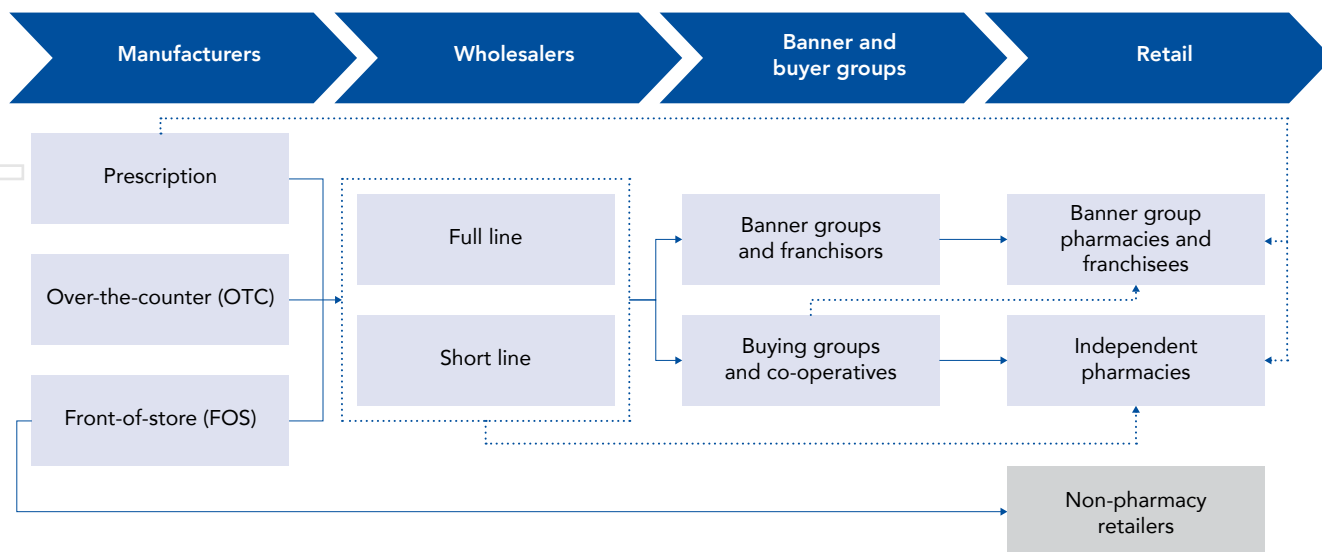 Manufacturers
Wholesalers
Banner and
buyer groups
Retail
Prescription
Over-the-counter (OTC)
Front-of-store (FOS)
Full line
Short line
Banner groups
and franchisors
Buying groups
and co-operatives
Banner group
pharmacies and
franchisees
Independent
pharmacies
Non-pharmacy
retailers